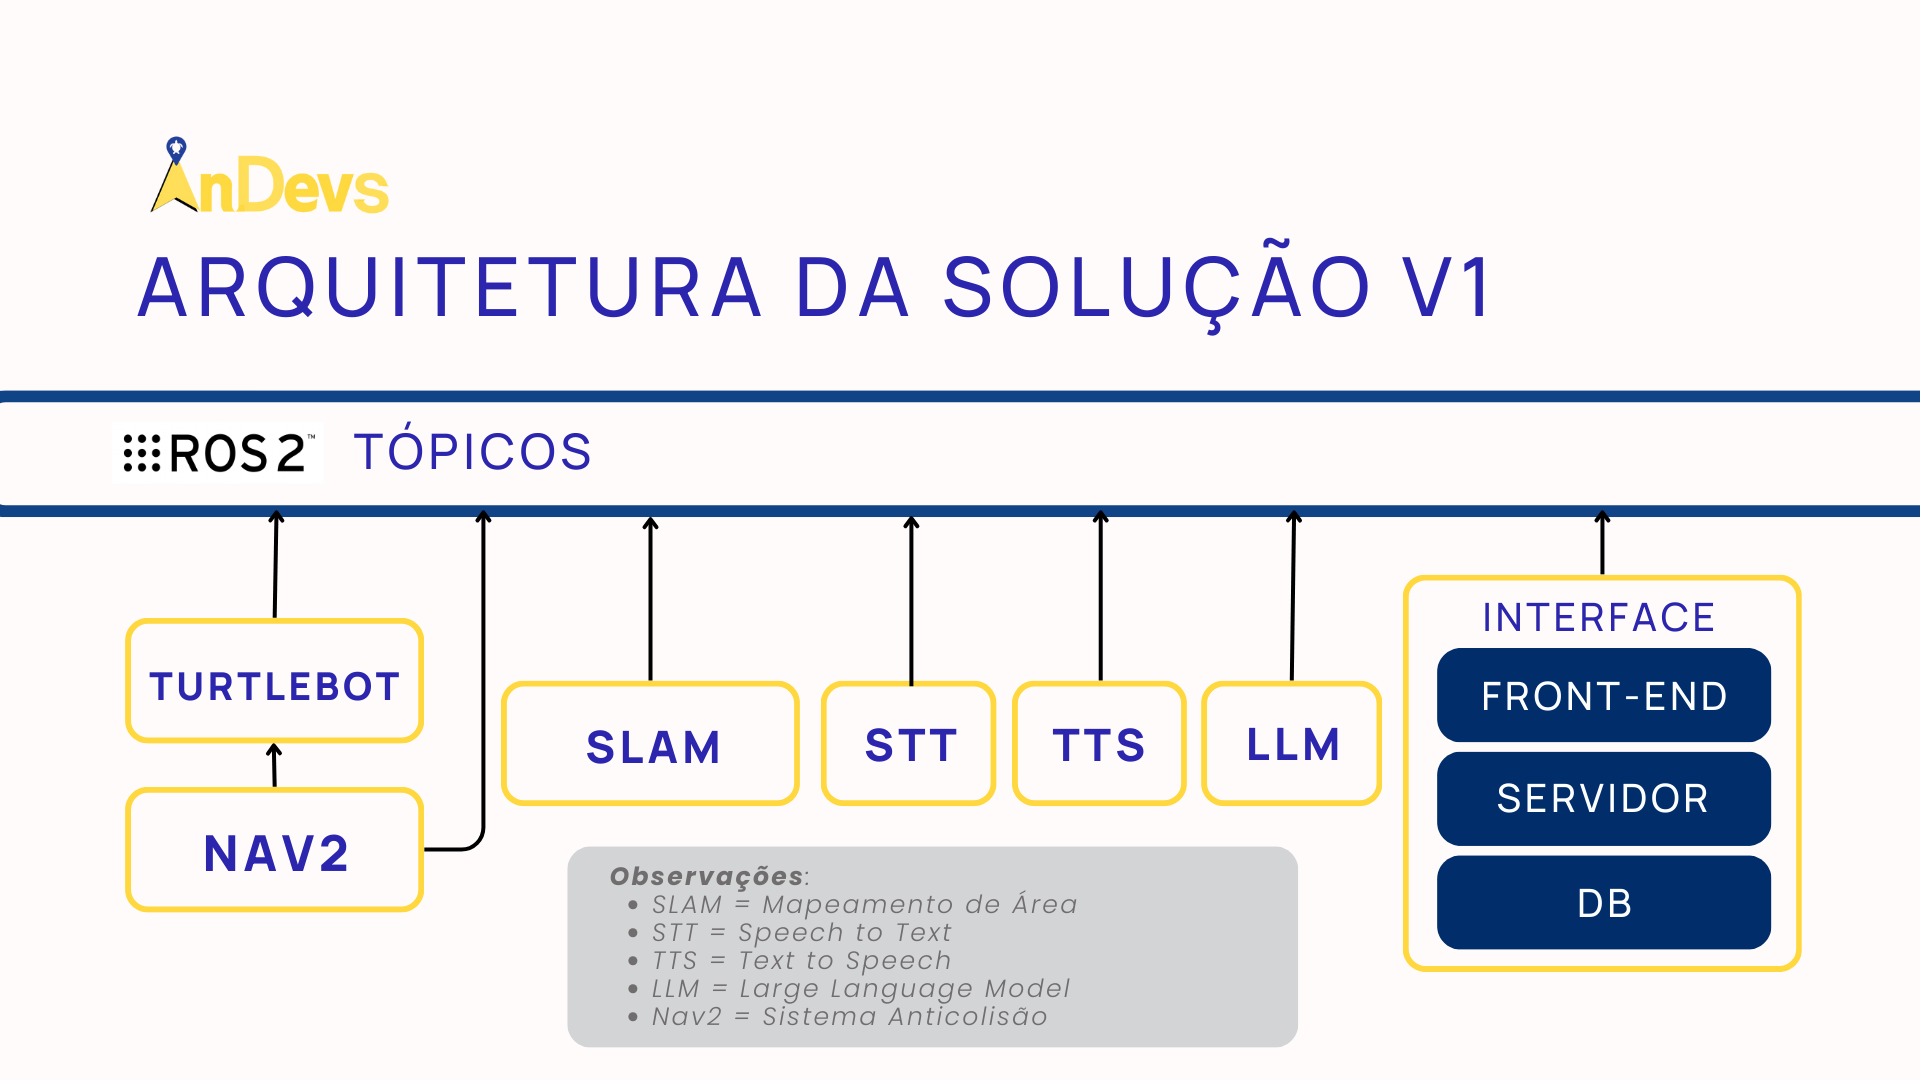 AnDevs
ARQUITETURA DA SOLUÇÃO V1
ROS 2™ TÓPICOS
TURTLEBOT
NAV2
SLAM
STT
TTS
LLM
INTERFACE
FRONT-END
SERVIDOR
DB
Observações:
• SLAM = Mapeamento de Área
• STT = Speech to Text
• TTS = Text to Speech
• LLM = Large Language Model
• Nav2 = Sistema Anticolisão